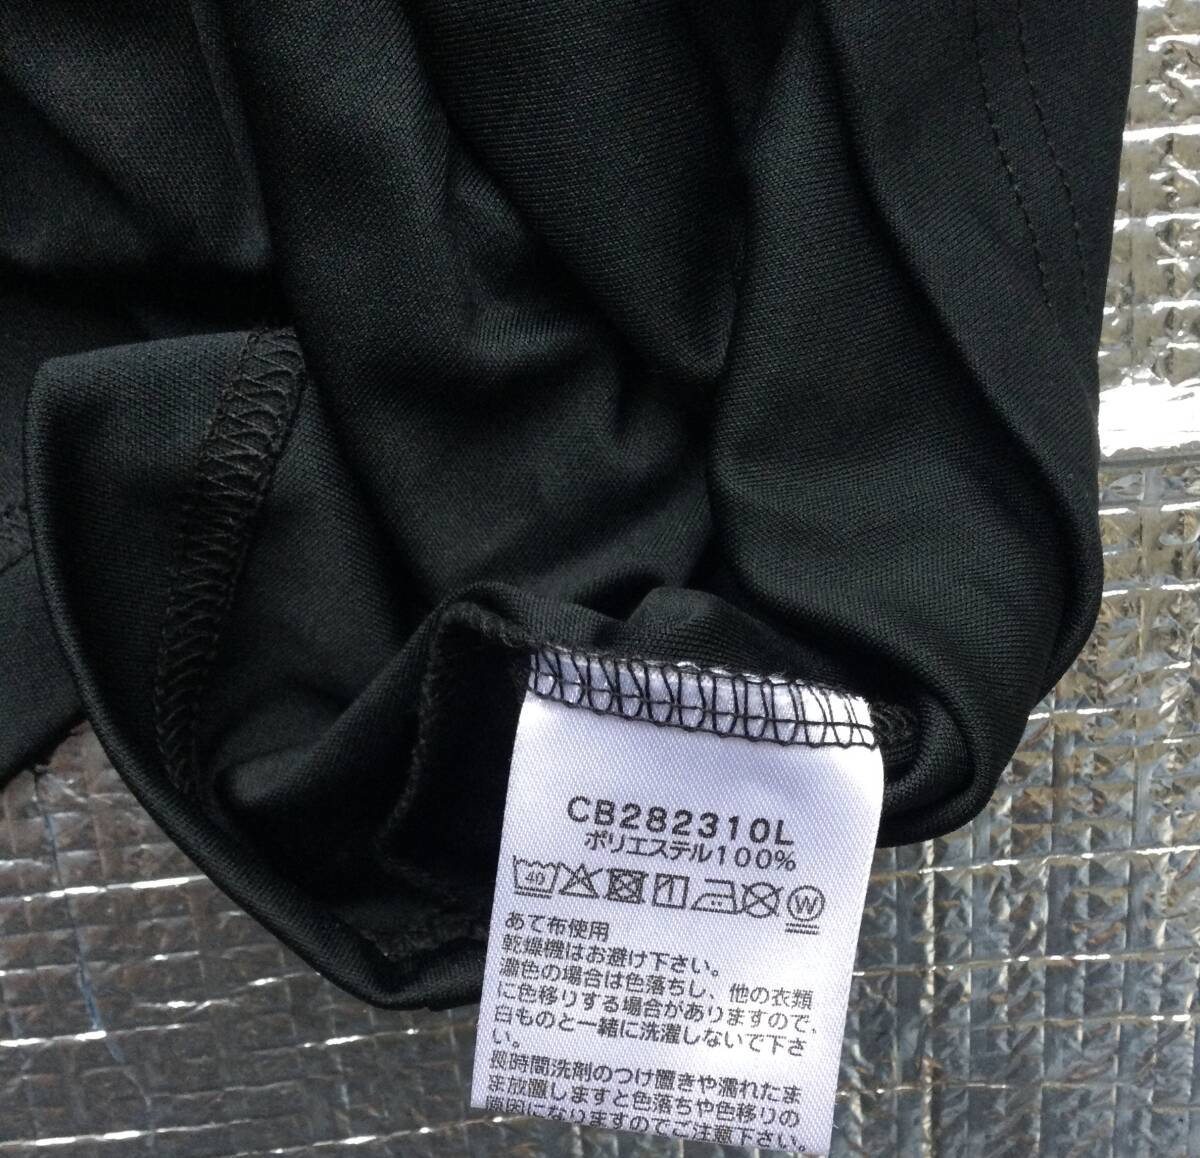 CB282310L
ポリエステル100%
40 W
あて布使用
乾燥機はお避け下さい。
濃色の場合は色落ちし、他の衣類
に色移りする場合がありますので、
白ものと一緒に洗濯しないで下さ
い。
長時間洗剤のつけ置きや濡れたま
ま放置しますと色落ちや色移りの
原因になりますのでご注意下さい。